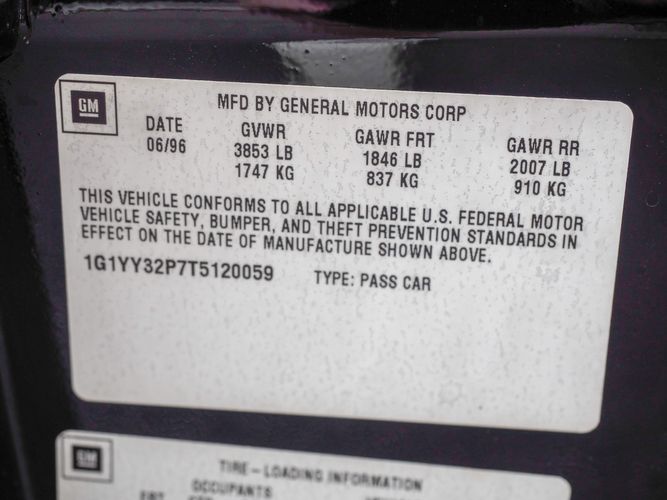 GM
MFD BY GENERAL MOTORS CORP
DATE GVWR GAWR FRT GAWR RR
06/96 3853 LB 1846 LB 2007 LB
1747 KG 837 KG 910 KG
THIS VEHICLE CONFORMS TO ALL APPLICABLE U.S. FEDERAL MOTOR
VEHICLE SAFETY, BUMPER, AND THEFT PREVENTION STANDARDS IN
EFFECT ON THE DATE OF MANUFACTURE SHOWN ABOVE.
1G1YY32P7T5120059 TYPE: PASS CAR
GM
TIRE-LOADING INFORMATION
OCCUPANTS